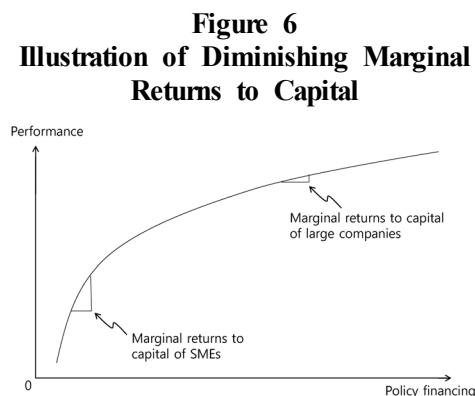 Figure 6
Illustration of Diminishing Marginal
Returns to Capital
Performance
Marginal returns to capital
of large companies
Marginal returns to
capital of SMEs
0
Policy financing